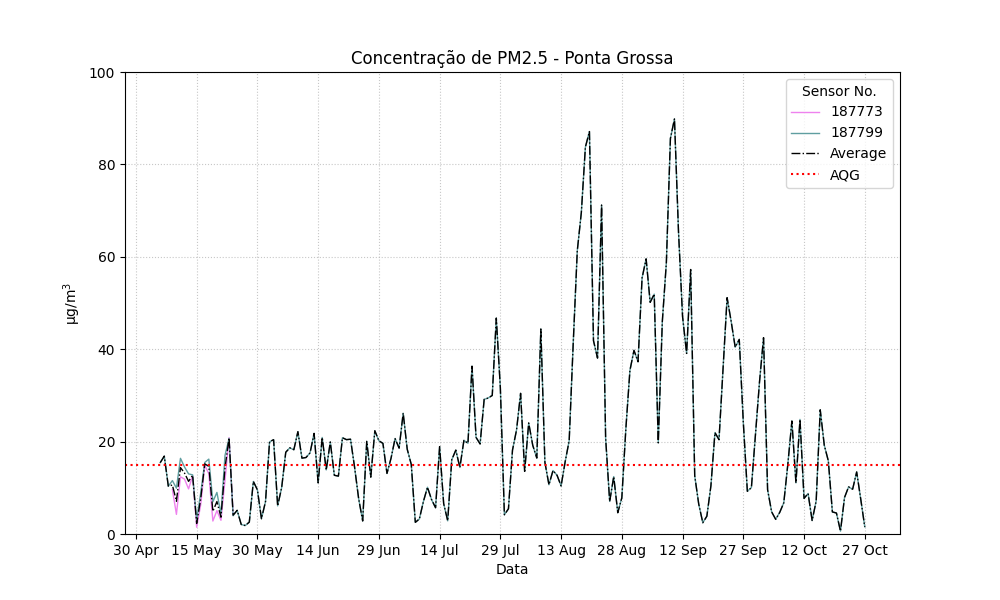 Concentração de PM2.5 - Ponta Grossa
Sensor No.
187773
187799
Average
AQG
100
80
60
40
20
0
µg/m³
30 Apr 15 May 30 May 14 Jun 29 Jun 14 Jul 29 Jul 13 Aug 28 Aug 12 Sep 27 Sep 12 Oct 27 Oct
Data